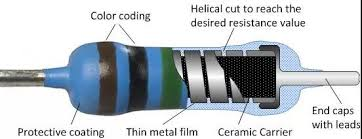 Color coding
Helical cut to reach the
desired resistance value
Protective coating
Thin metal film
Ceramic Carrier
End caps
with leads